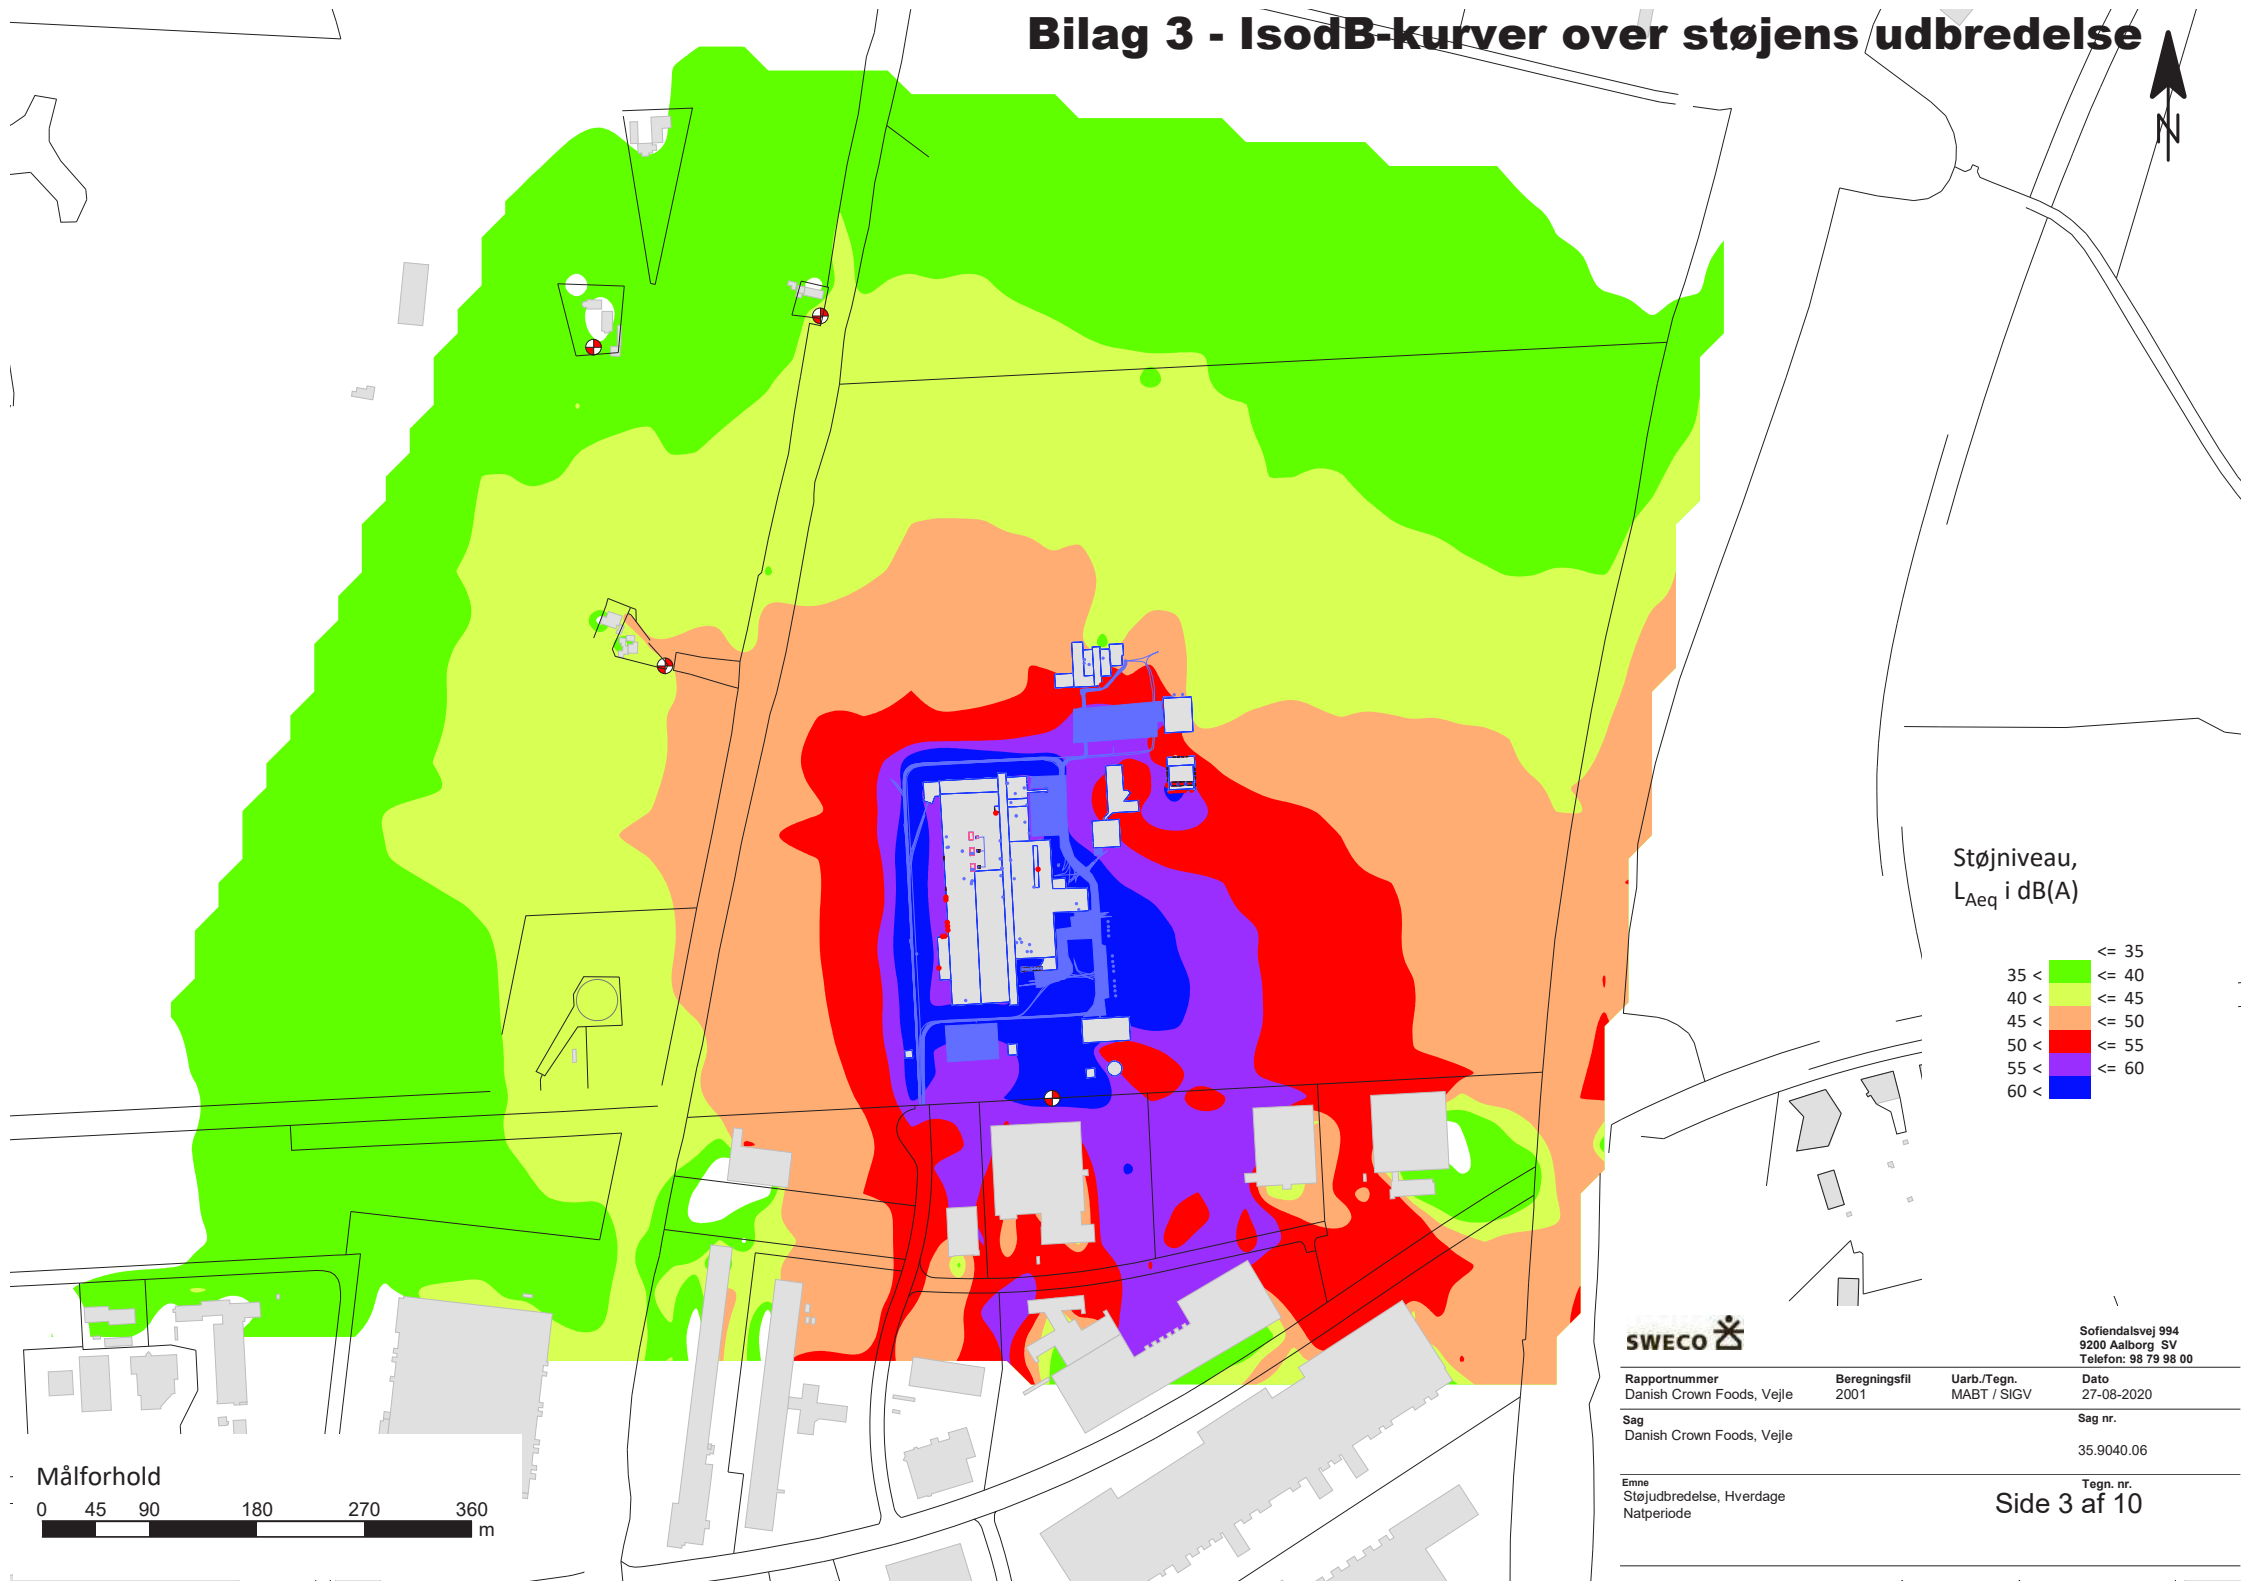 Bilag 3 - IsodB-kurver over støjens udbredelse
N
Støjniveau,
LAeq i dB(A)
<= 35
35 < <= 40
40 < <= 45
45 < <= 50
50 < <= 55
55 < <= 60
60 <
SWECO
Sofiendalsvej 994
9200 Aalborg SV
Telefon: 98 79 98 00
Rapportnummer Beregningsfil Uarb./Tegn. Dato
Danish Crown Foods, Vejle 2001 MABT / SIGV 27-08-2020
Sag Sag nr.
Danish Crown Foods, Vejle
35.9040.06
Emne Tegn. nr.
Støjudbredelse, Hverdage
Natperiode
Side 3 af 10
Målforhold
0 45 90 180 270 360
m